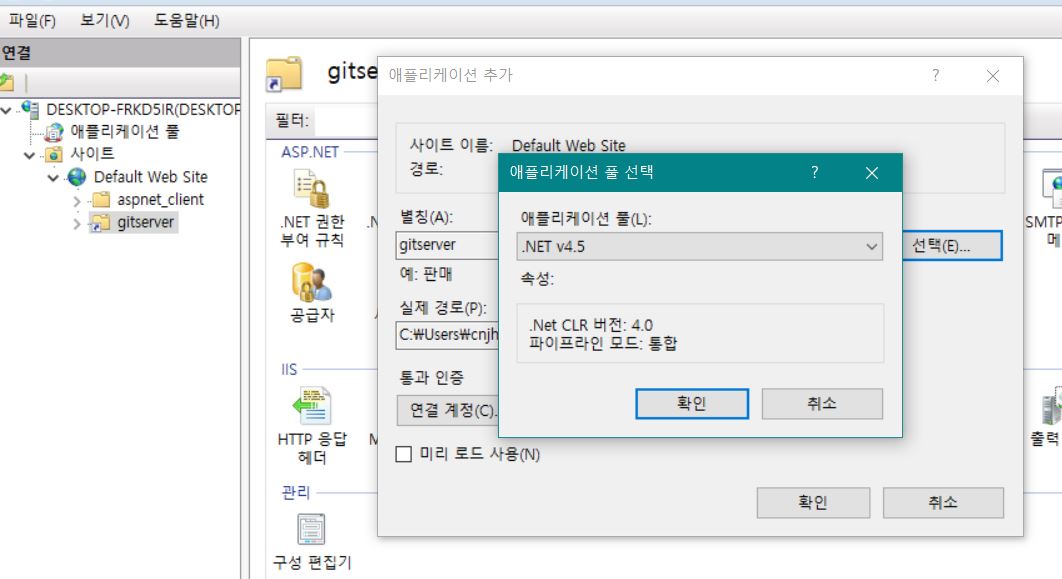 파일(F) 보기(V) 도움말(H)
연결
DESKTOP-FRKD5IR(DESKTOP
애플리케이션 풀
사이트
Default Web Site
aspnet_client
gitserver
gitse
필터:
ASP.NET
.NET 권한
부여 규칙
공급자
IIS
HTTP 응답
헤더
관리
구성 편집기
SMTP
메
출력
애플리케이션 추가
?
사이트 이름: Default Web Site
경로:
별칭(A):
gitserver
선택(E)...
예: 판매
실제 경로(P):
C:₩Users₩cnjh
통과 인증
연결 계정(C).
미리 로드 사용(N)
확인 취소
애플리케이션 풀 선택
?
애플리케이션 풀(L):
.NET v4.5
속성:
.Net CLR 버전: 4.0
파이프라인 모드: 통합
확인 취소